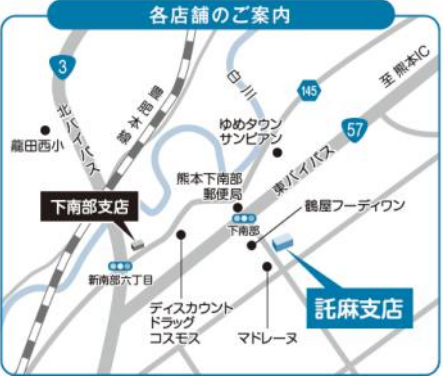 各店舗のご案内
3
北バイパス
豊肥本線
白川
145
至 熊本IC
57
龍田西小
ゆめタウン
サンピアン
東バイパス
熊本下南部
郵便局
下南部支店
鶴屋フーディワン
下南部
新南部六丁目
託麻支店
ディスカウント
ドラッグ
コスモス
マドレーヌ